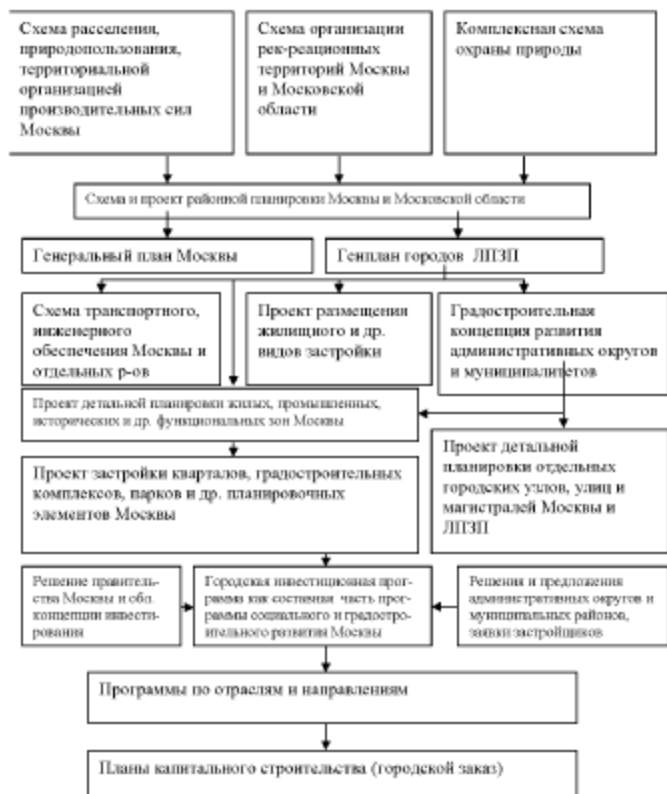 Схема расселения,
природопользования,
территориальной
организацией
производительных сил
Москвы
Схема организации
рек-реационных
территорий Москвы
и Московской
области
Комплексная схема
охраны природы
Схема и проект районной планировки Москвы и Московской области
Генеральный план Москвы
Генплан городов ЛПЗП
Схема транспортного,
инженерного
обеспечения Москвы и
отдельных р-ов
Проект размещения
жилищного и др.
видов застройки
Градостроительная
концепция развития
административных округов
и муниципалитетов
Проект детальной планировки жилых, промышленных,
исторических и др. функциональных зон Москвы
Проект детальной
планировки отдельных
городских узлов, улиц и
магистралей Москвы и
ЛПЗП
Проект застройки кварталов, градостроительных
комплексов, парков и др. планировочных
элементов Москвы
Решение правитель-
ства Москвы и обл.
концепции инвести-
рования
Городская инвестиционная про-
грамма как составная часть
программы социального и градостро-
ительного развития Москвы
Решения и предложения
административных округов и
муниципальных районов,
заявки застройщиков
Программы по отраслям и направлениям
Планы капитального строительства (городской заказ)